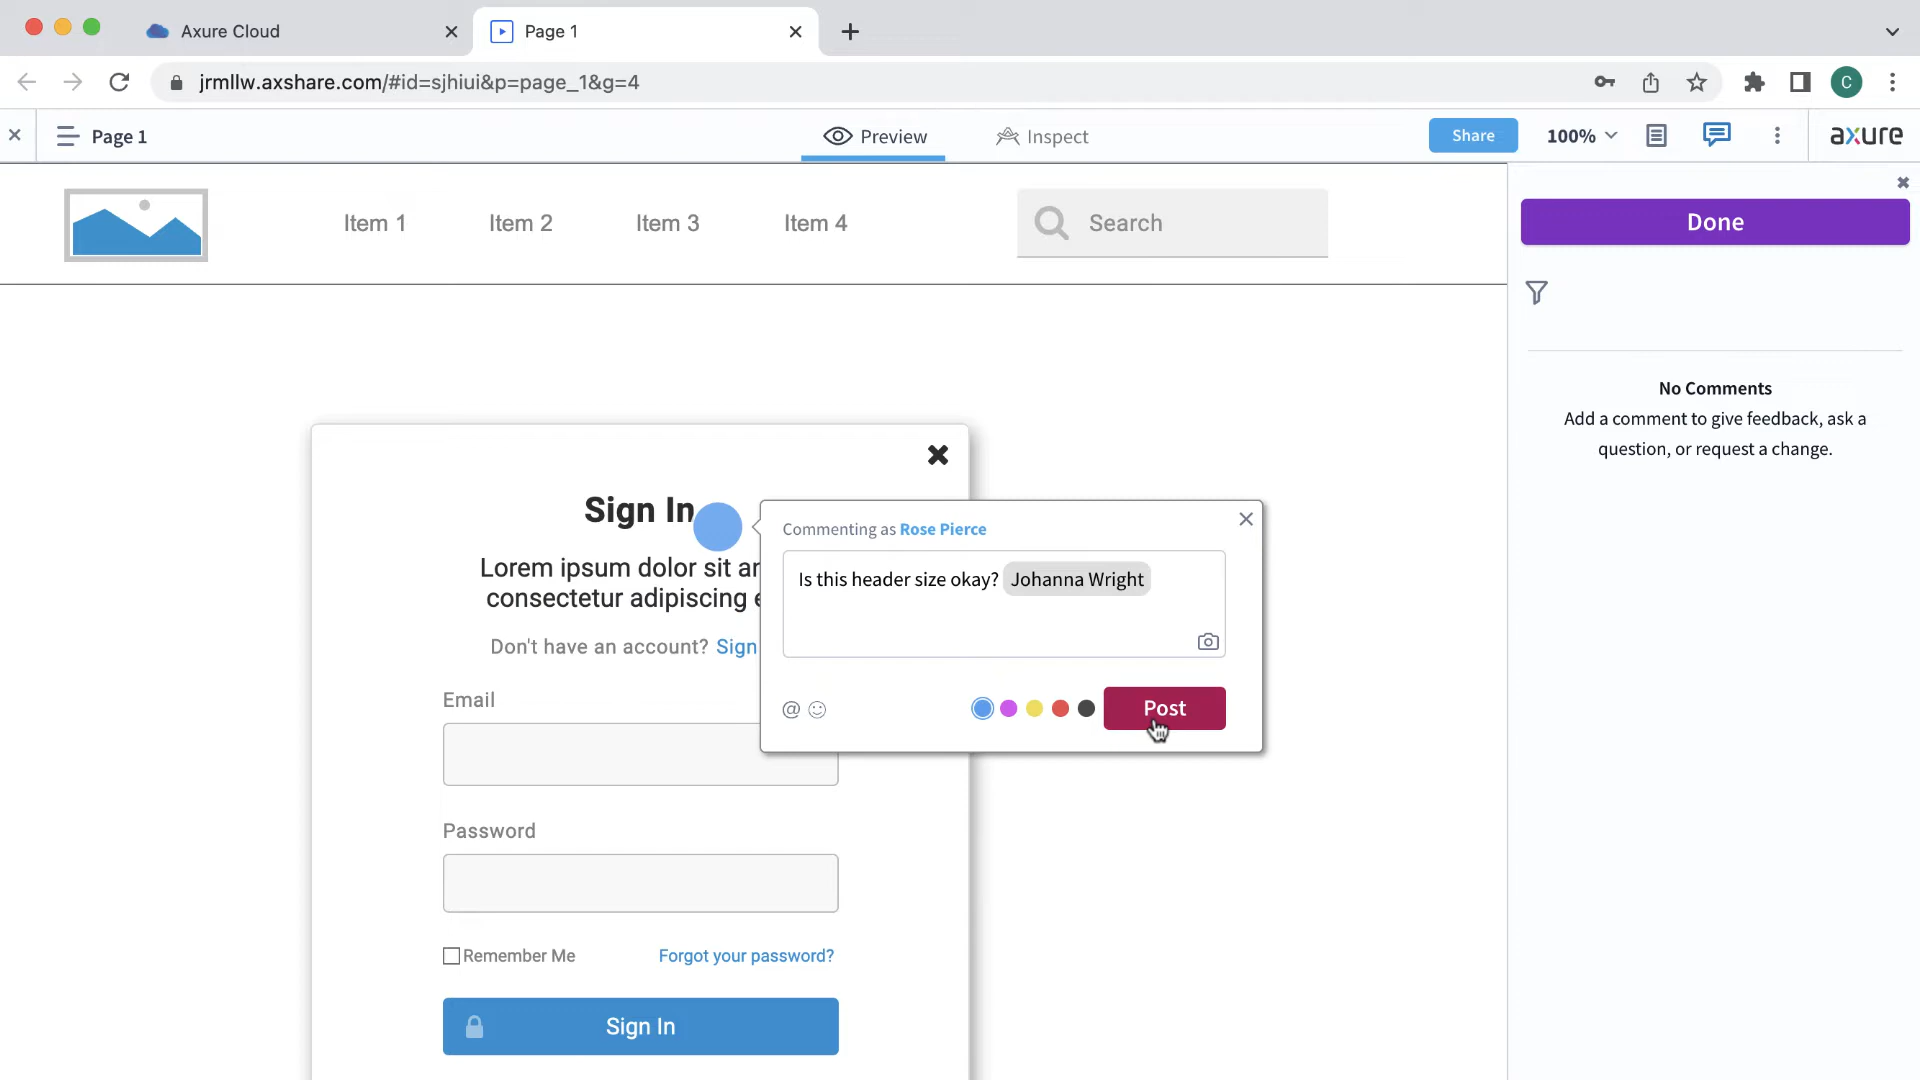 Axure Cloud
Page 1
jrmllw.axshare.com/#id=sjhiui&p=page_1&g=4
C
Page 1
Preview
Inspect
Share
100%
axure
Item 1
Item 2
Item 3
Item 4
Search
Done
No Comments
Add a comment to give feedback, ask a
question, or request a change.
Sign In
Lorem ipsum dolor sit
consectetur adipiscing
Don't have an account? Sign
Commenting as Rose Pierce
Is this header size okay? Johanna Wright
@
Post
Email
Password
Remember Me
Forgot your password?
Sign In